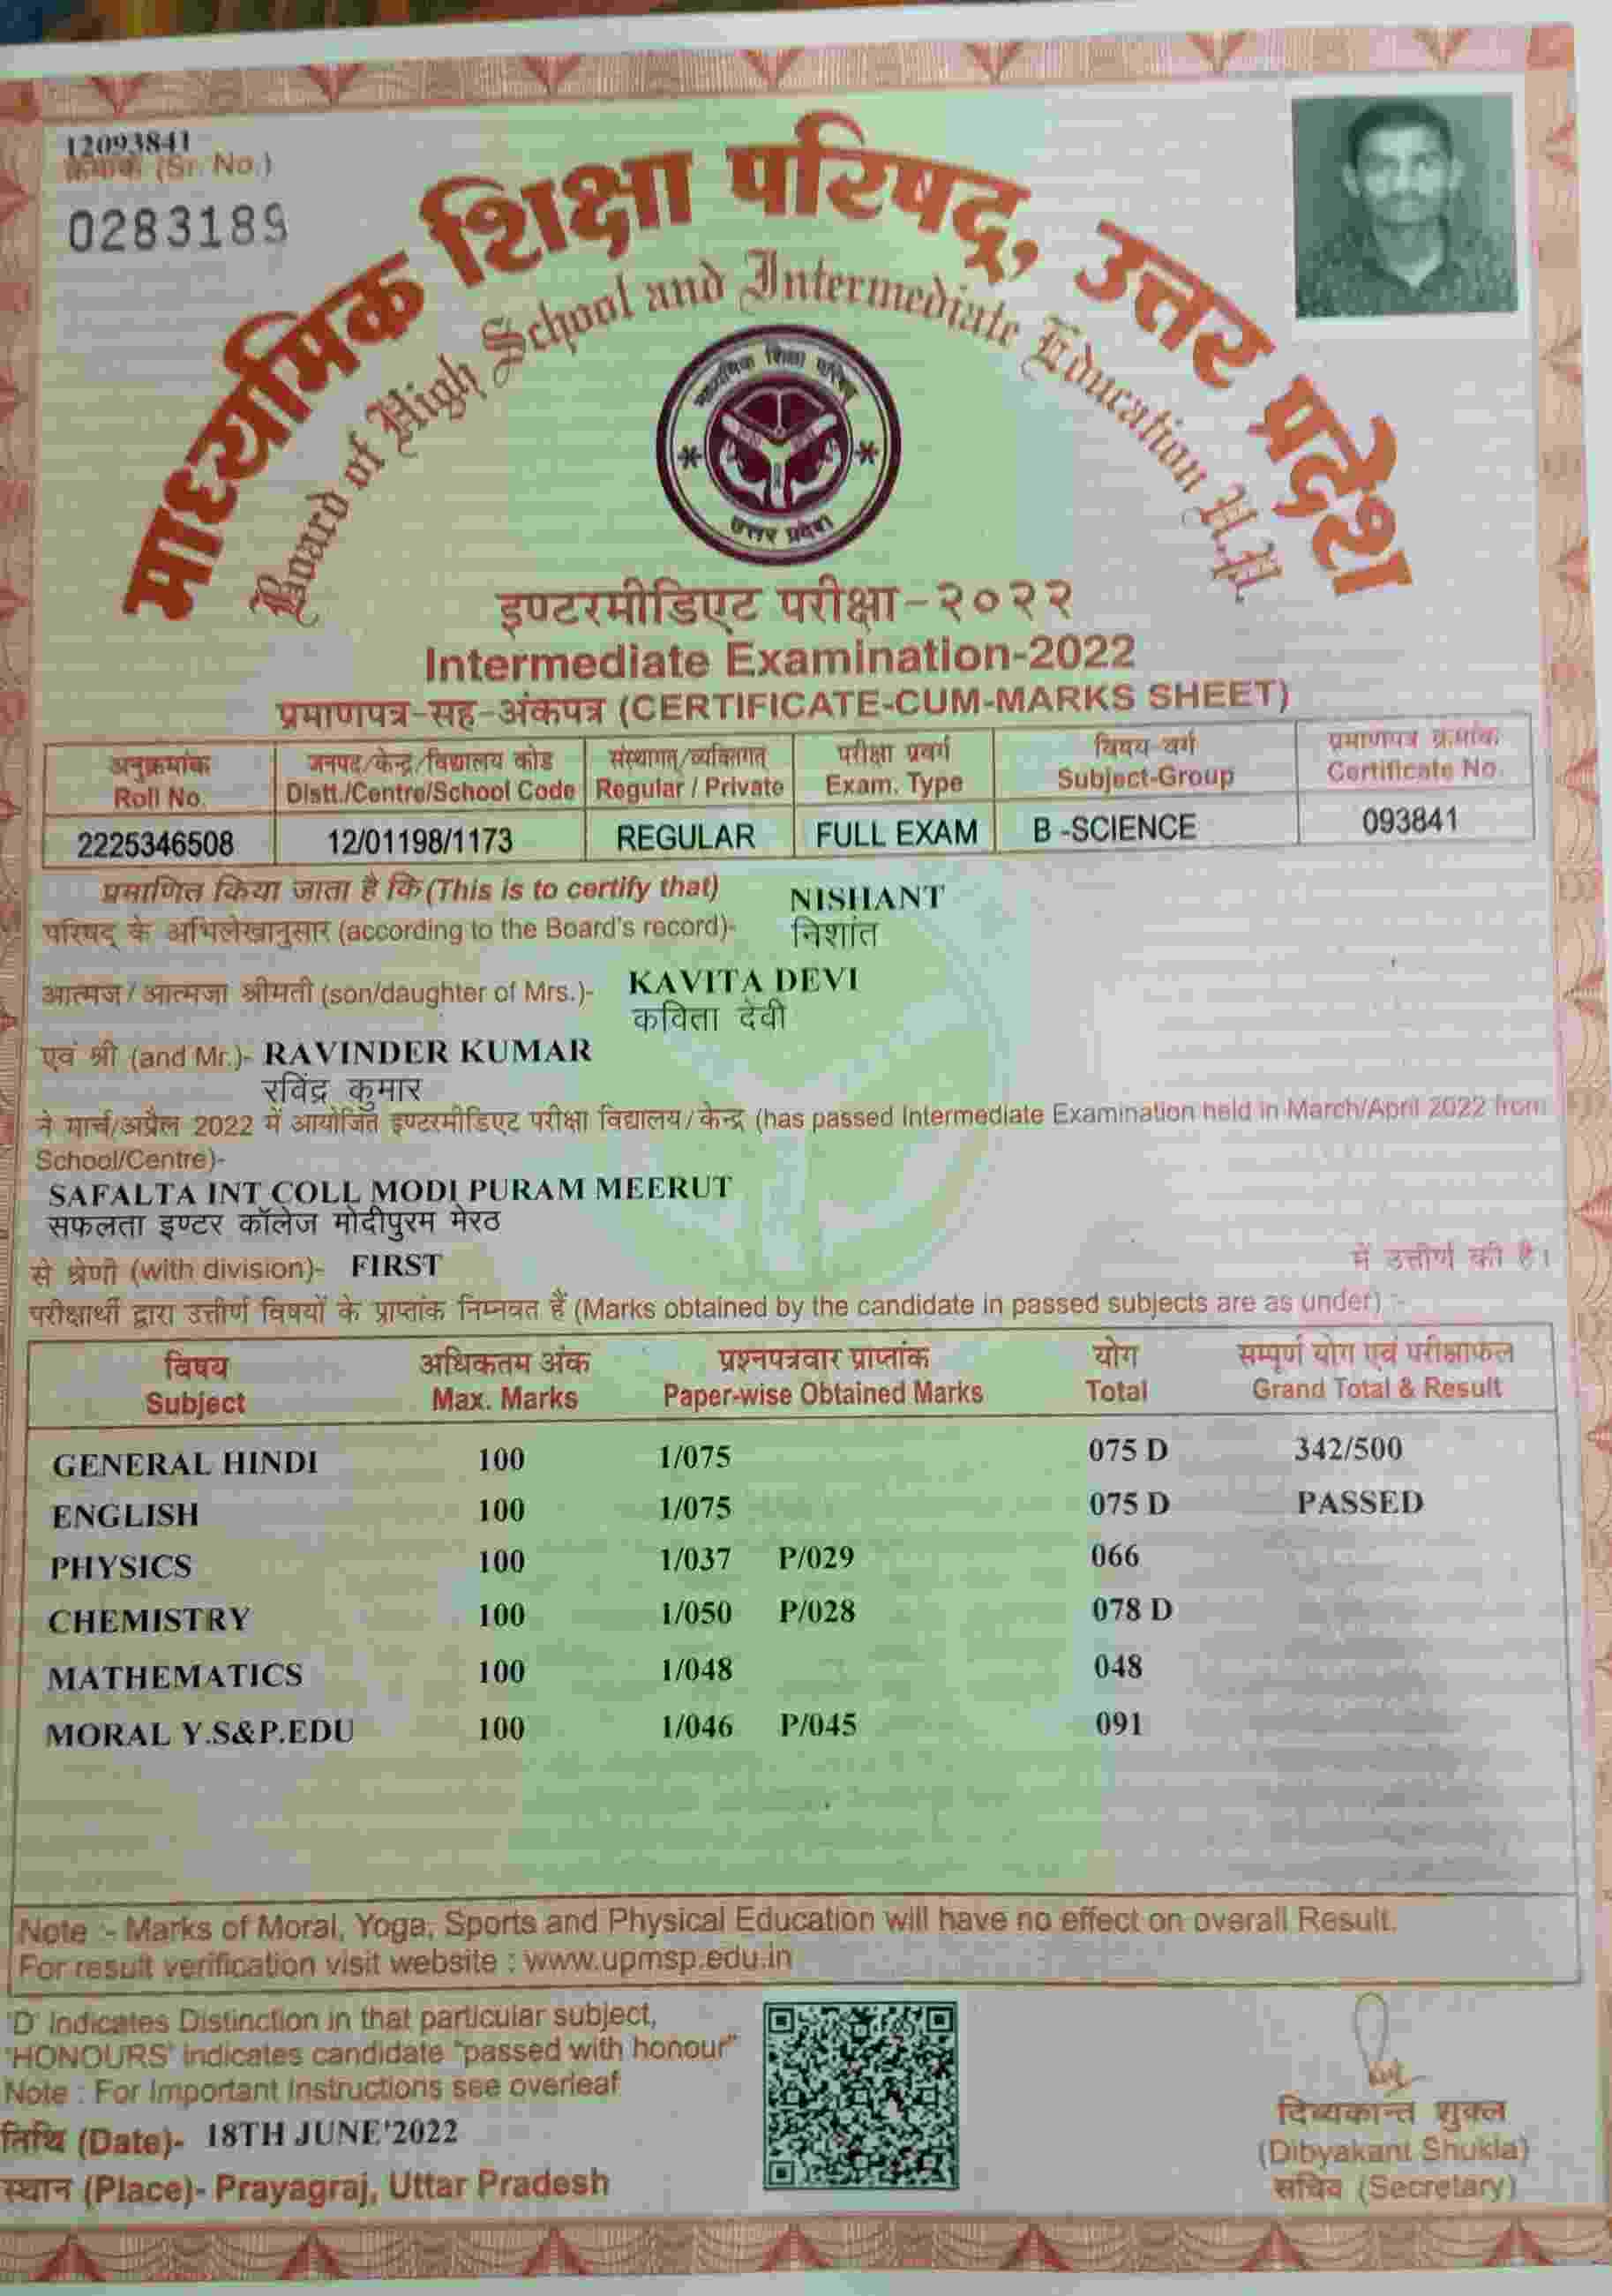 12093841
क्रमांक (Sr. No.)
0283189
माध्यमिक शिक्षा परिषद्, उत्तर प्रदेश
Board of High School and Intermediate Education U.P.
माध्यमिक शिक्षा परिषद्
उत्तर प्रदेश
इण्टरमीडिएट परीक्षा-२०२२
Intermediate Examination-2022
प्रमाणपत्र-सह-अंकपत्र (CERTIFICATE-CUM-MARKS SHEET)
अनुक्रमांक जनपद/केन्द्र/विद्यालय कोड संस्थागत/व्यक्तिगत परीक्षा प्रवर्ग विषय-वर्ग प्रमाणपत्र क्रमांक
Roll No. Distt./Centre/School Code Regular / Private Exam. Type Subject-Group Certificate No.
2225346508 12/01198/1173 REGULAR FULL EXAM B -SCIENCE 093841
प्रमाणित किया जाता है कि (This is to certify that) NISHANT
परिषद् के अभिलेखानुसार (according to the Board's record)- निशांत
आत्मज / आत्मजा श्रीमती (son/daughter of Mrs.)- KAVITA DEVI
कविता देवी
एवं श्री (and Mr.)- RAVINDER KUMAR
रविंद्र कुमार
ने मार्च/अप्रैल 2022 में आयोजित इण्टरमीडिएट परीक्षा विद्यालय/केन्द्र (has passed Intermediate Examination held in March/April 2022 from
School/Centre)-
SAFALTA INT COLL MODI PURAM MEERUT
सफलता इण्टर कॉलेज मोदीपुरम मेरठ
से श्रेणी (with division)- FIRST में उत्तीर्ण की है।
परीक्षार्थी द्वारा उत्तीर्ण विषयों के प्राप्तांक निम्नवत हैं (Marks obtained by the candidate in passed subjects are as under) :-
विषय अधिकतम अंक प्रश्नपत्रवार प्राप्तांक योग सम्पूर्ण योग एवं परीक्षाफल
Subject Max. Marks Paper-wise Obtained Marks Total Grand Total & Result
GENERAL HINDI 100 1/075 075 D 342/500
ENGLISH 100 1/075 075 D PASSED
PHYSICS 100 1/037 P/029 066
CHEMISTRY 100 1/050 P/028 078 D
MATHEMATICS 100 1/048 048
MORAL Y.S&P.EDU 100 1/046 P/045 091
Note :- Marks of Moral, Yoga, Sports and Physical Education will have no effect on overall Result.
For result verification visit website : www.upmsp.edu.in
'D' Indicates Distinction in that particular subject,
'HONOURS' indicates candidate "passed with honour"
Note : For Important Instructions see overleaf
तिथि (Date)- 18TH JUNE'2022
स्थान (Place)- Prayagraj, Uttar Pradesh
दिव्यकान्त शुक्ल
(Dibyakant Shukla)
सचिव (Secretary)